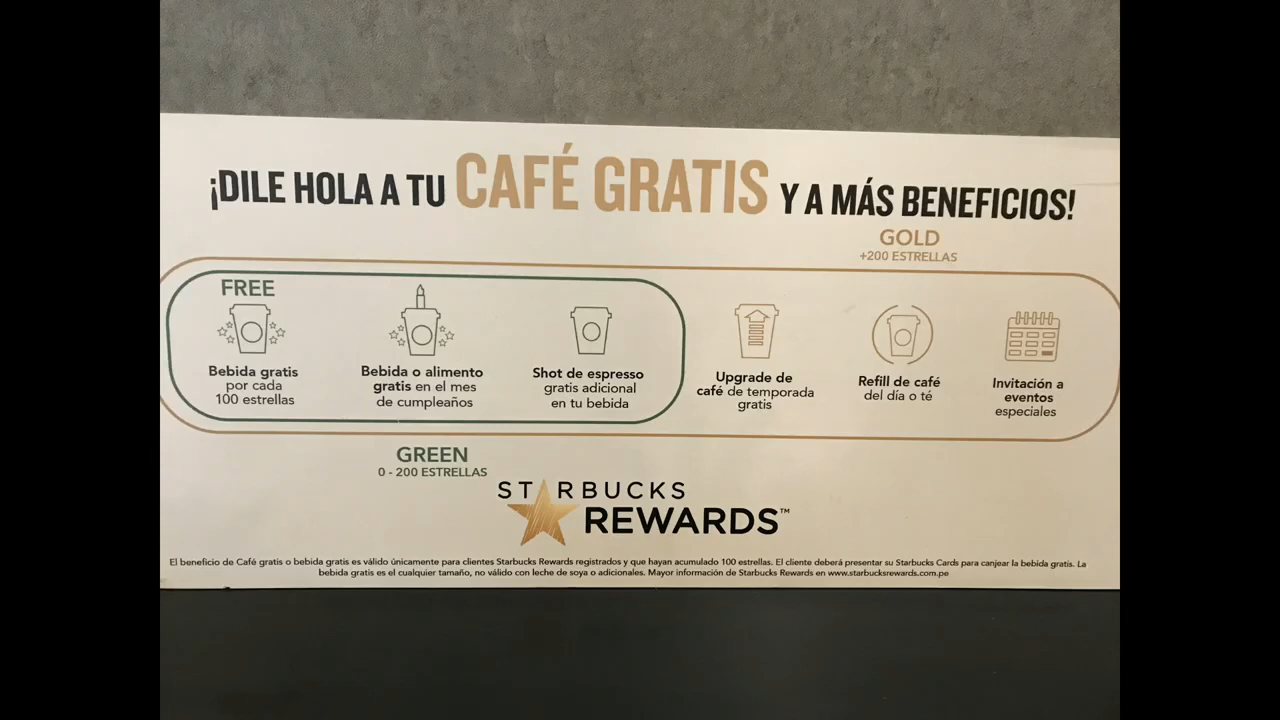 ¡DILE HOLA A TU CAFÉ GRATIS Y A MÁS BENEFICIOS!
GOLD
+200 ESTRELLAS
FREE
Bebida gratis
por cada
100 estrellas
Bebida o alimento
gratis en el mes
de cumpleaños
Shot de espresso
gratis adicional
en tu bebida
Upgrade de
café de temporada
gratis
Refill de café
del día o té
Invitación a
eventos
especiales
GREEN
0 - 200 ESTRELLAS
STARBUCKS
REWARDS™
El beneficio de Café gratis o bebida gratis es válido únicamente para clientes Starbucks Rewards registrados y que hayan acumulado 100 estrellas. El cliente deberá presentar su Starbucks Cards para canjear la bebida gratis. La
bebida gratis es el cualquier tamaño, no válido con leche de soya o adicionales. Mayor información de Starbucks Rewards en www.starbucksrewards.com.pe